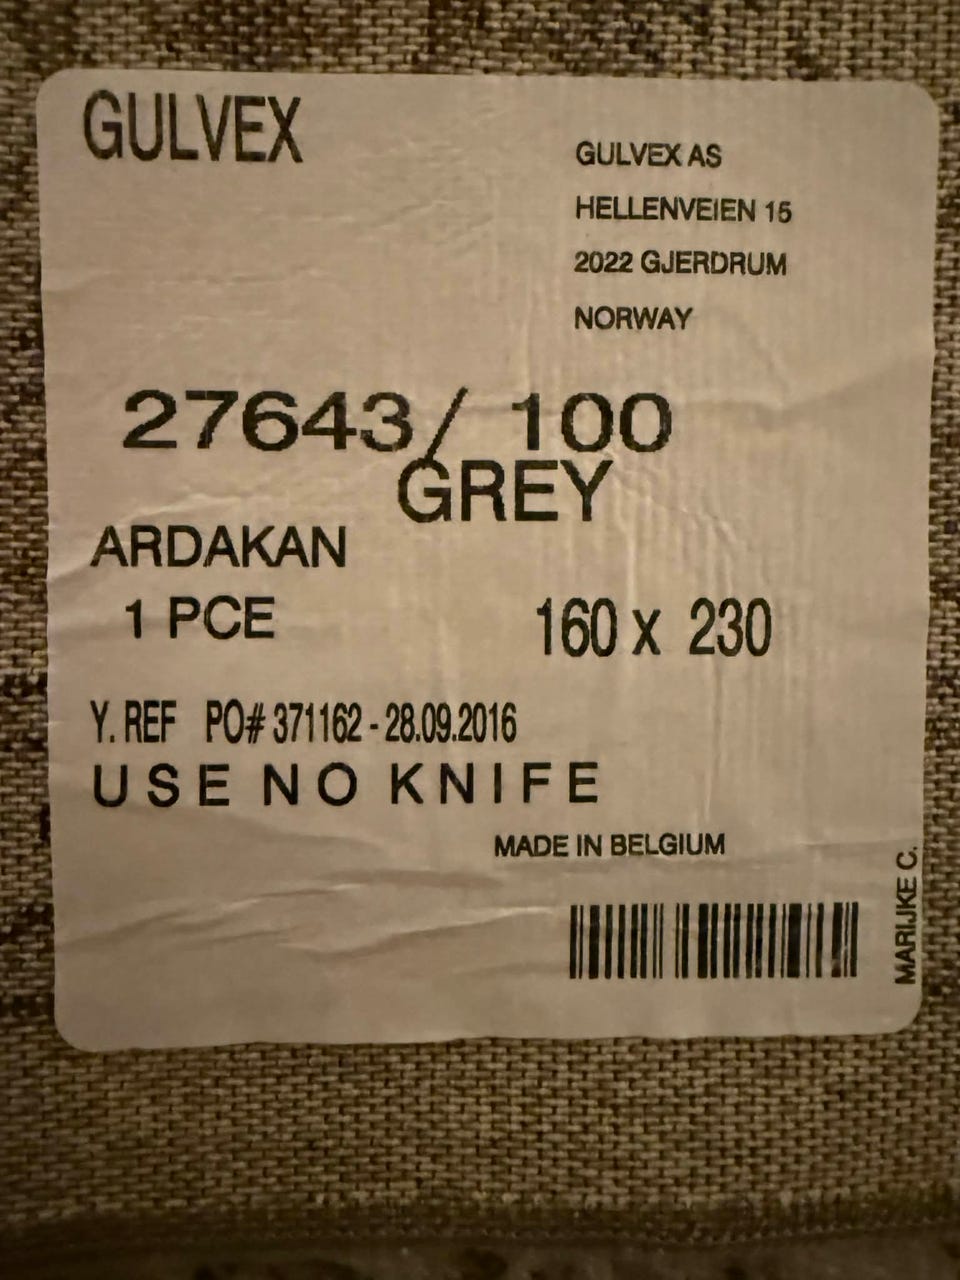 GULVEX
GULVEX AS
HELLENVEIEN 15
2022 GJERDRUM
NORWAY
27643/ 100
GREY
ARDAKAN
1 PCE 160 x 230
Y. REF PO# 371162 - 28.09.2016
USE NO KNIFE
MADE IN BELGIUM
MARIJKE C.